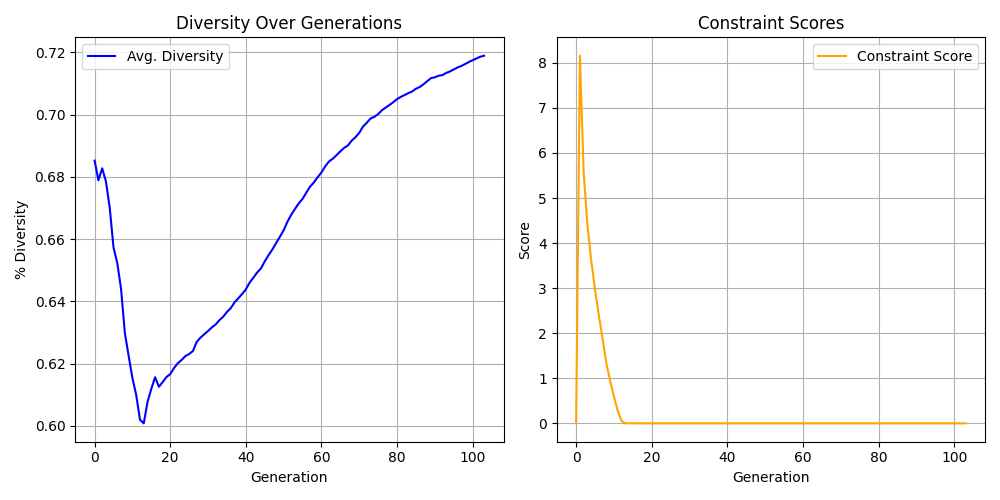 Diversity Over Generations
Avg. Diversity
% Diversity
0.72
0.70
0.68
0.66
0.64
0.62
0.60
0 20 40 60 80 100
Generation
Constraint Scores
Constraint Score
Score
8
7
6
5
4
3
2
1
0
0 20 40 60 80 100
Generation